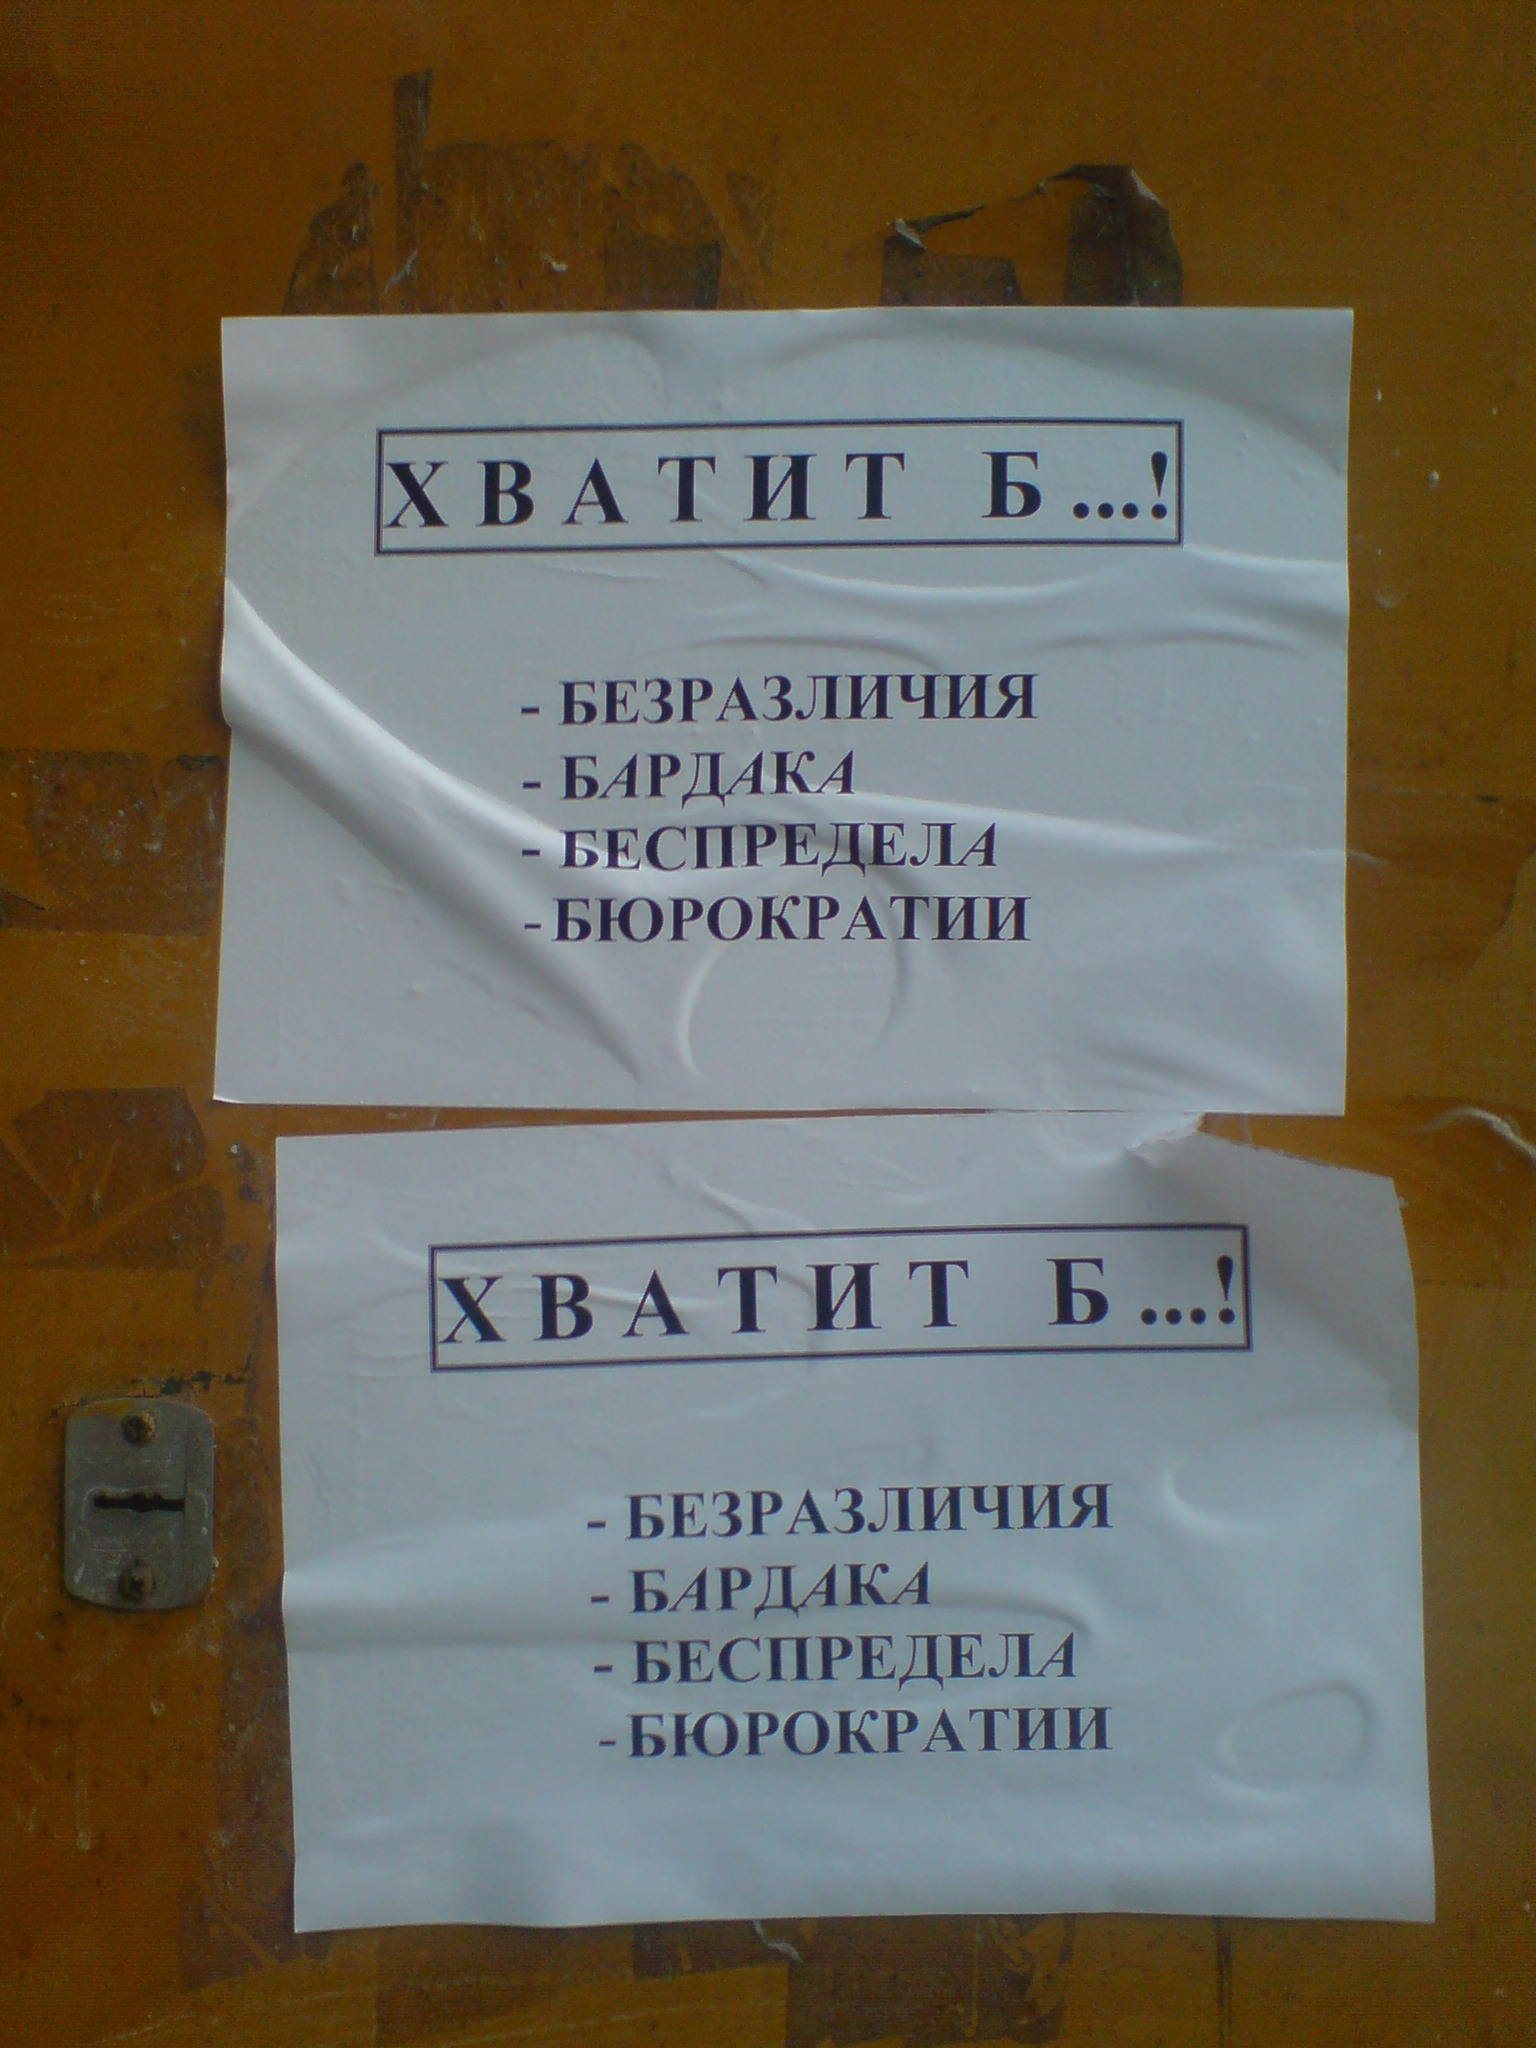 ХВАТИТ Б...!
- БЕЗРАЗЛИЧИЯ
- БАРДАКА
- БЕСПРЕДЕЛА
- БЮРОКРАТИИ
ХВАТИТ Б...!
- БЕЗРАЗЛИЧИЯ
- БАРДАКА
- БЕСПРЕДЕЛА
- БЮРОКРАТИИ